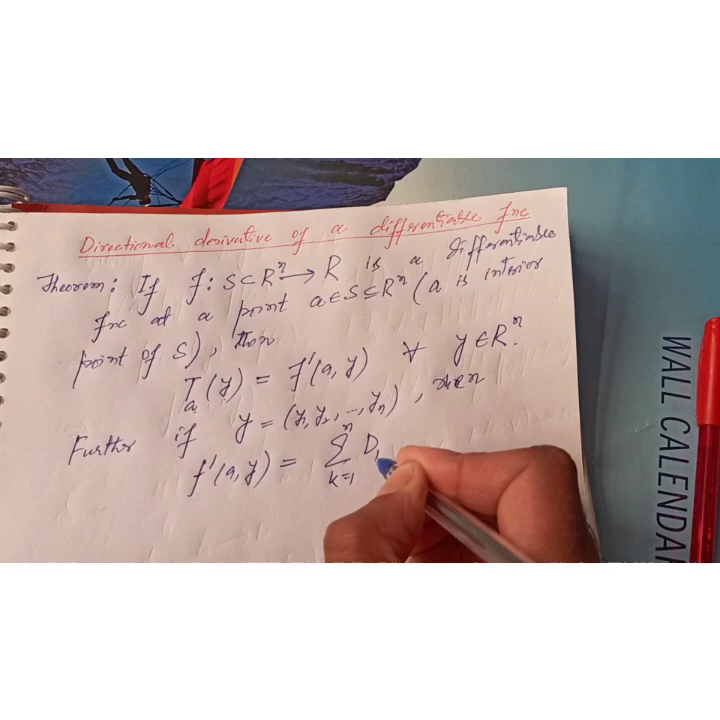 Directional derivative of a differentiable fnc
Theorem: If f: S⊂Rⁿ → R is a differentiable
fnc at a point a∈S⊆Rⁿ (a is interior
point of S), then
Tₐ(y) = f'(a,y) ∀ y∈Rⁿ.
Further if y = (y₁,y₂,...,yₙ), then
f'(a,y) = Σₖ₌₁ⁿ D
WALL CALENDAR